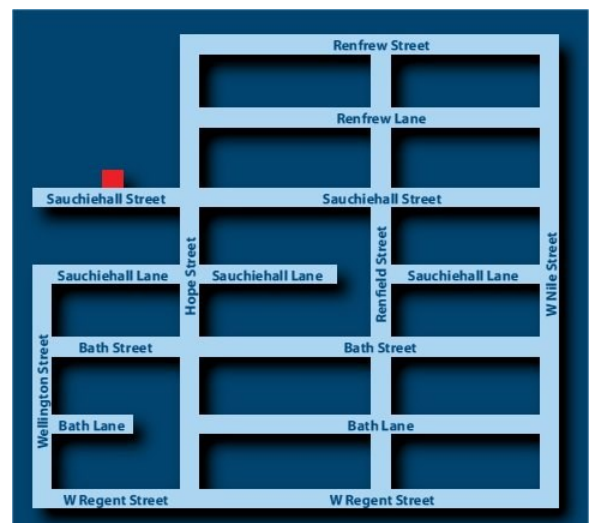 Renfrew Street
Renfrew Lane
Sauchiehall Street
Sauchiehall Street
Hope Street
Renfield Street
W Nile Street
Sauchiehall Lane
Sauchiehall Lane
Sauchiehall Lane
Wellington Street
Bath Street
Bath Street
Bath Lane
Bath Lane
W Regent Street
W Regent Street